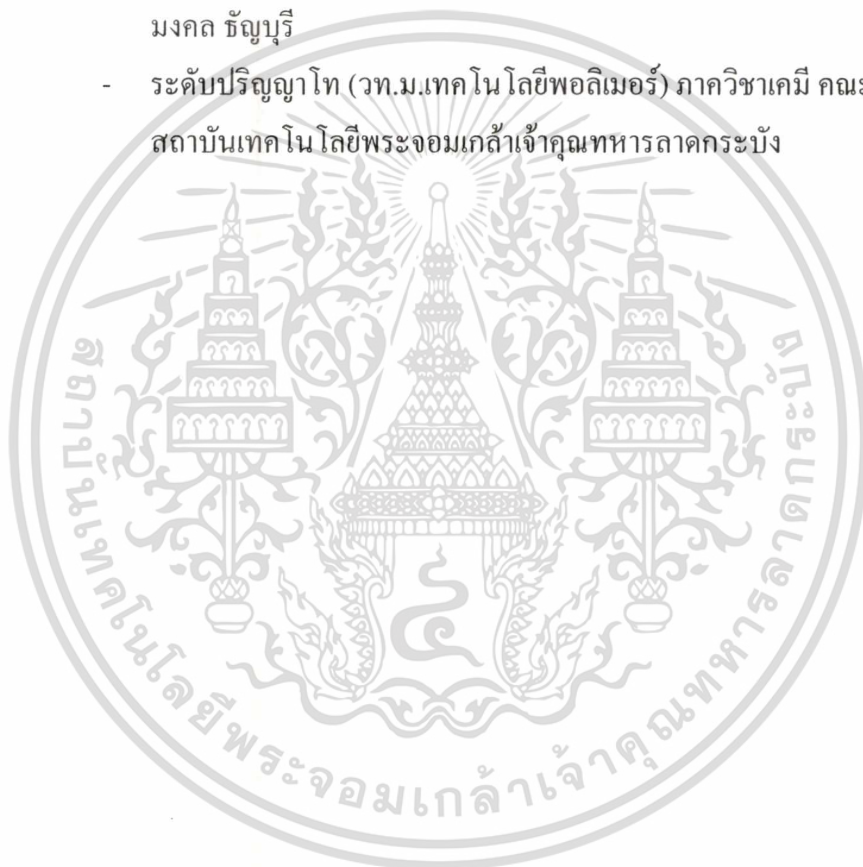 มงคล ธัญบุรี
- ระดับปริญญาโท (วท.ม.เทคโนโลยีพอลิเมอร์) ภาควิชาเคมี คณะ
สถาบันเทคโนโลยีพระจอมเกล้าเจ้าคุณทหารลาดกระบัง
๔
สถาบันเทคโนโลยีพระจอมเกล้าเจ้าคุณทหารลาดกระบัง